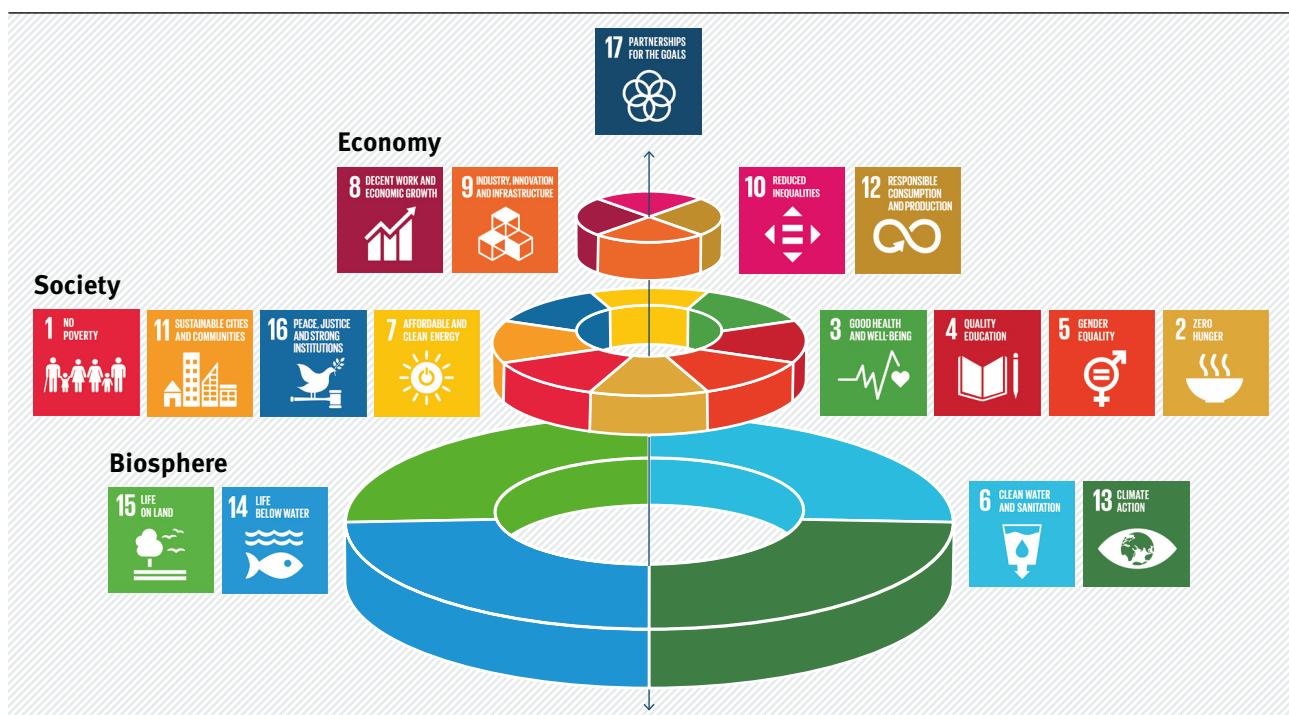 17 PARTNERSHIPS
FOR THE GOALS
Economy
8 DECENT WORK AND
ECONOMIC GROWTH
9 INDUSTRY, INNOVATION
AND INFRASTRUCTURE
10 REDUCED
INEQUALITIES
12 RESPONSIBLE
CONSUMPTION
AND PRODUCTION
Society
1 NO
POVERTY
11 SUSTAINABLE CITIES
AND COMMUNITIES
16 PEACE, JUSTICE
AND STRONG
INSTITUTIONS
7 AFFORDABLE AND
CLEAN ENERGY
3 GOOD HEALTH
AND WELL-BEING
4 QUALITY
EDUCATION
5 GENDER
EQUALITY
2 ZERO
HUNGER
Biosphere
15 LIFE
ON LAND
14 LIFE
BELOW WATER
6 CLEAN WATER
AND SANITATION
13 CLIMATE
ACTION